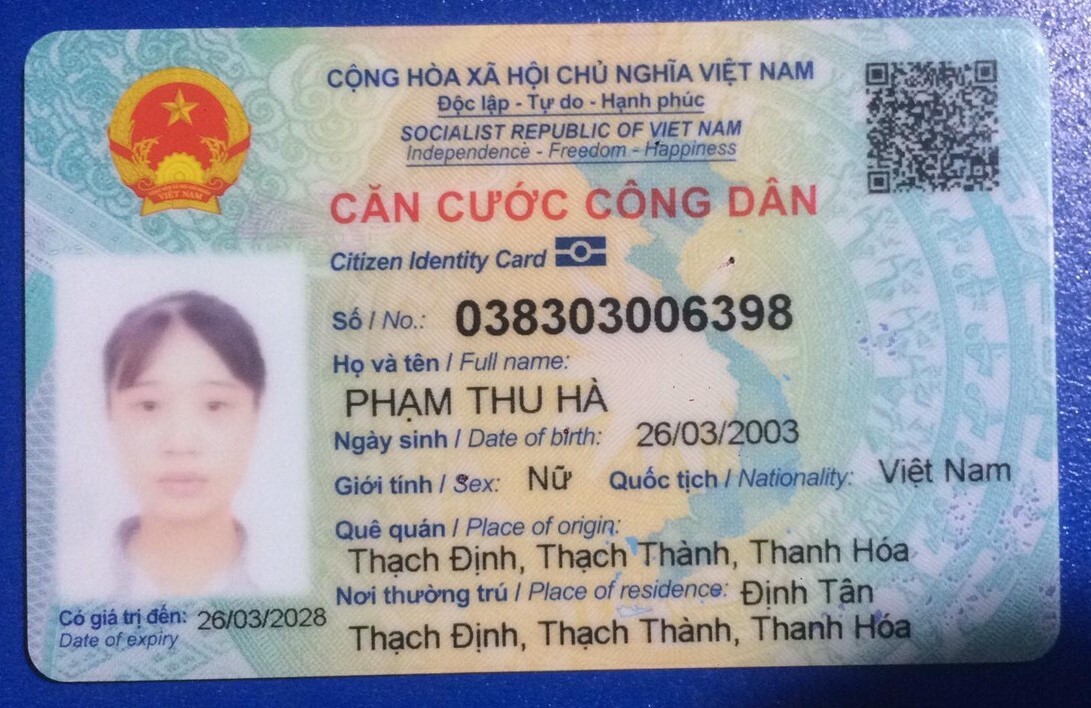 CỘNG HÒA XÃ HỘI CHỦ NGHĨA VIỆT NAM
Độc lập - Tự do - Hạnh phúc
SOCIALIST REPUBLIC OF VIET NAM
Independence - Freedom - Happiness
CĂN CƯỚC CÔNG DÂN
Citizen Identity Card
Số / No.: 038303006398
Họ và tên / Full name:
PHẠM THU HÀ
Ngày sinh / Date of birth: 26/03/2003
Giới tính / Sex: Nữ Quốc tịch / Nationality: Việt Nam
Quê quán / Place of origin:
Thạch Định, Thạch Thành, Thanh Hóa
Nơi thường trú / Place of residence: Định Tân
Thạch Định, Thạch Thành, Thanh Hóa
Có giá trị đến: 26/03/2028
Date of expiry
VIỆT NAM